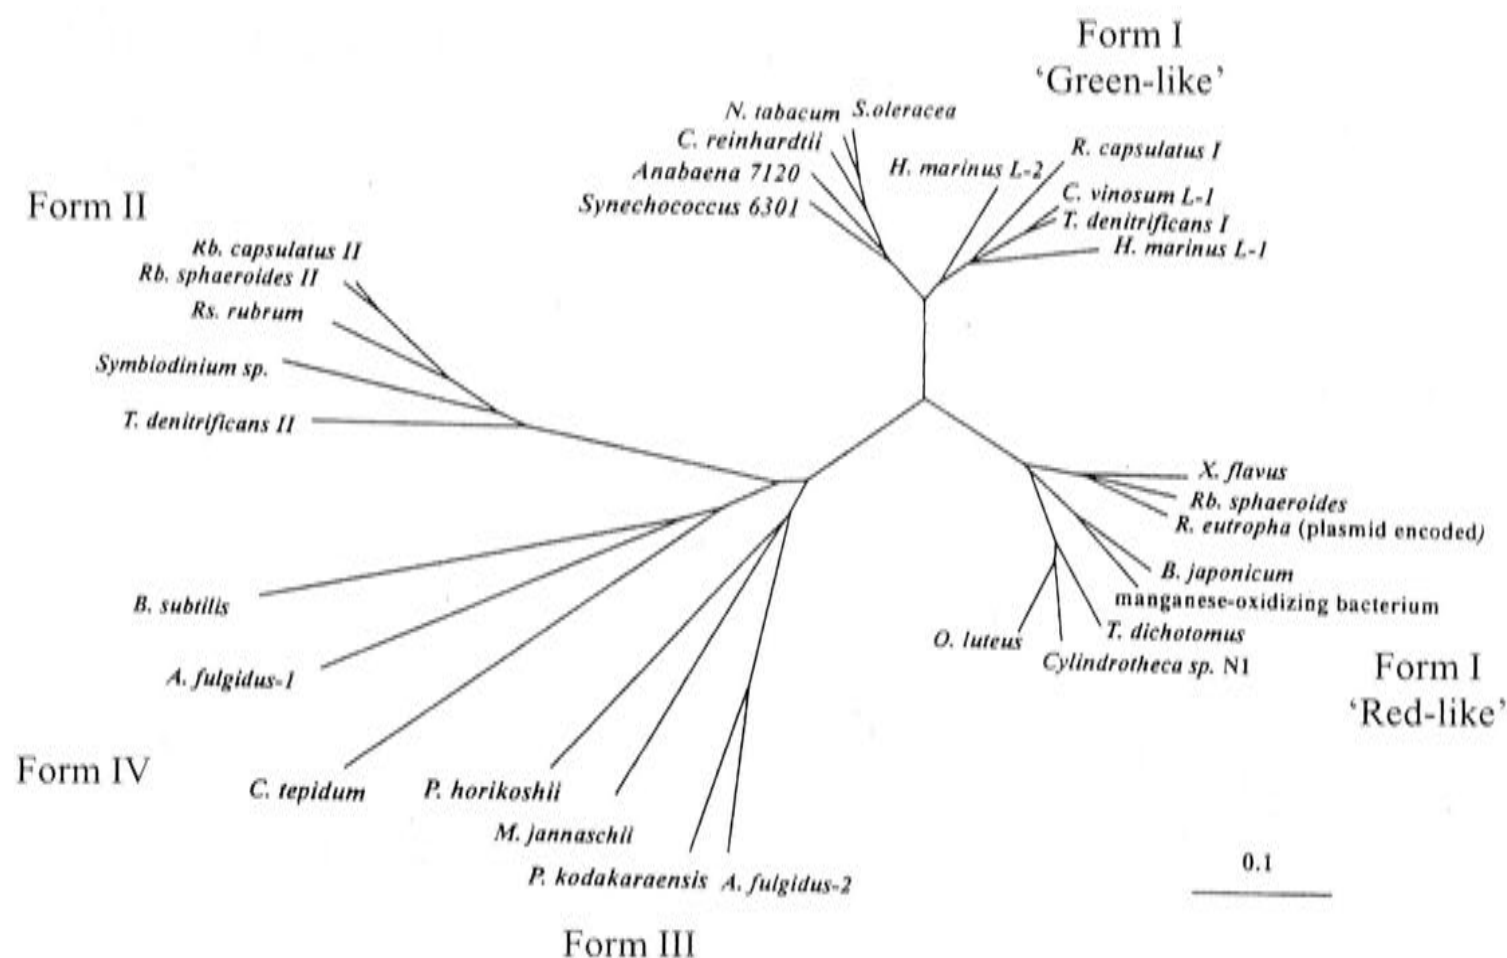 Form I
‘Green-like’
N. tabacum S.oleracea
C. reinhardtii
Anabaena 7120
Synechococcus 6301
H. marinus L-2
R. capsulatus I
C. vinosum L-1
T. denitrificans I
H. marinus L-1
Form II
Rb. capsulatus II
Rb. sphaeroides II
Rs. rubrum
Symbiodinium sp.
T. denitrificans II
X. flavus
Rb. sphaeroides
R. eutropha (plasmid encoded)
B. japonicum
manganese-oxidizing bacterium
T. dichotomus
O. luteus
Cylindrotheca sp. N1
Form I
‘Red-like’
B. subtilis
A. fulgidus-1
Form IV
C. tepidum
P. horikoshii
M. jannaschii
P. kodakaraensis A. fulgidus-2
Form III
0.1